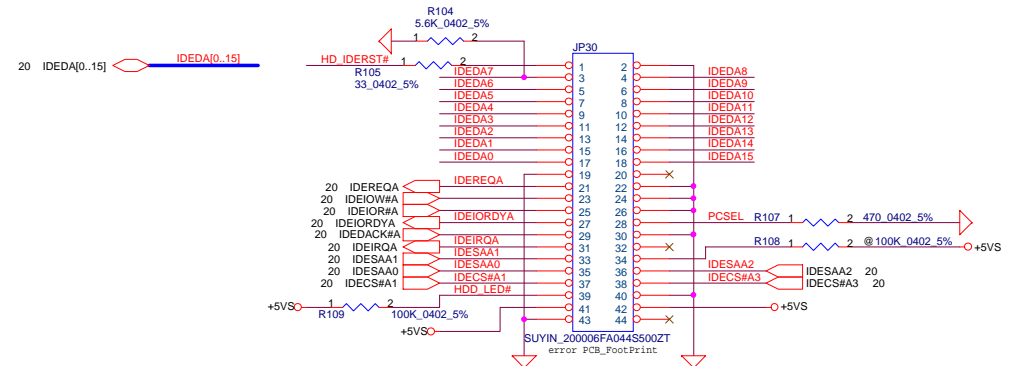 R104
5.6K_0402_5%
1 2
20 IDEDA[0..15] IDEDA[0..15]
HD_IDERST# 1 2
R105
33_0402_5%
JP30
1 2
IDEDA7 3 4 IDEDA8
IDEDA6 5 6 IDEDA9
IDEDA5 7 8 IDEDA10
IDEDA4 9 10 IDEDA11
IDEDA3 11 12 IDEDA12
IDEDA2 13 14 IDEDA13
IDEDA1 15 16 IDEDA14
IDEDA0 17 18 IDEDA15
19 20
20 IDEREQA IDEREQA 21 22
20 IDEIOW#A 23 24
20 IDEIOR#A 25 26
20 IDEIORDYA IDEIORDYA 27 28 PCSEL R107 1 2 470_0402_5%
20 IDEDACK#A 29 30
20 IDEIRQA IDEIRQA 31 32
R108 1 2 @100K_0402_5% +5VS
20 IDESAA1 IDESAA1 33 34
20 IDESAA0 IDESAA0 35 36 IDESAA2 IDESAA2 20
20 IDECS#A1 IDECS#A1 37 38 IDECS#A3 IDECS#A3 20
HDD_LED# 39 40
+5VS 1 2 41 42 +5VS
R109 100K_0402_5%
+5VS 43 44
SUYIN_200006FA044S500ZT
error PCB_FootPrint